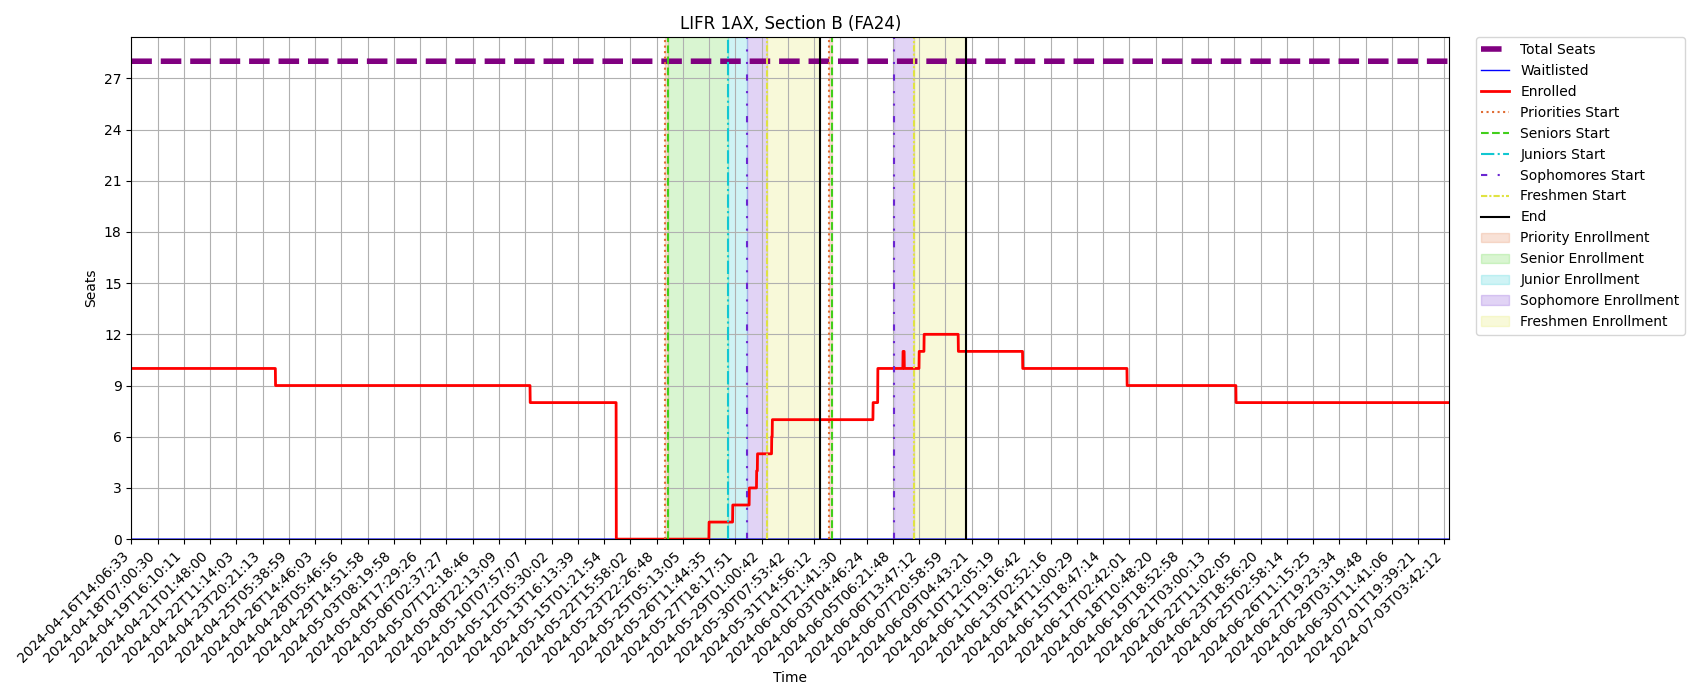 LIFR 1AX, Section B (FA24)
Seats
27
24
21
18
15
12
9
6
3
0
2024-04-16T14:06:33
2024-04-18T07:00:30
2024-04-19T16:10:11
2024-04-21T01:48:00
2024-04-22T11:14:03
2024-04-23T20:21:13
2024-04-25T05:38:59
2024-04-26T14:46:03
2024-04-28T05:46:56
2024-04-29T14:51:58
2024-05-03T08:19:58
2024-05-04T17:29:26
2024-05-06T02:37:27
2024-05-07T12:18:46
2024-05-08T22:13:09
2024-05-10T07:57:07
2024-05-12T05:30:02
2024-05-13T16:13:39
2024-05-15T01:21:54
2024-05-22T15:58:02
2024-05-23T22:26:48
2024-05-25T05:13:05
2024-05-26T11:44:35
2024-05-27T18:17:51
2024-05-29T01:00:42
2024-05-30T07:53:42
2024-05-31T14:56:12
2024-06-01T21:41:30
2024-06-03T04:46:24
2024-06-05T06:21:48
2024-06-06T13:47:12
2024-06-07T20:58:59
2024-06-09T04:43:21
2024-06-10T12:05:19
2024-06-11T19:16:42
2024-06-13T02:52:16
2024-06-14T11:00:29
2024-06-15T18:47:14
2024-06-17T02:42:01
2024-06-18T10:48:20
2024-06-19T18:52:58
2024-06-21T03:00:13
2024-06-22T11:02:05
2024-06-23T18:56:20
2024-06-25T02:58:14
2024-06-26T11:15:25
2024-06-27T19:23:34
2024-06-29T03:19:48
2024-06-30T11:41:06
2024-07-01T19:39:21
2024-07-03T03:42:12
Time
Total Seats
Waitlisted
Enrolled
Priorities Start
Seniors Start
Juniors Start
Sophomores Start
Freshmen Start
End
Priority Enrollment
Senior Enrollment
Junior Enrollment
Sophomore Enrollment
Freshmen Enrollment